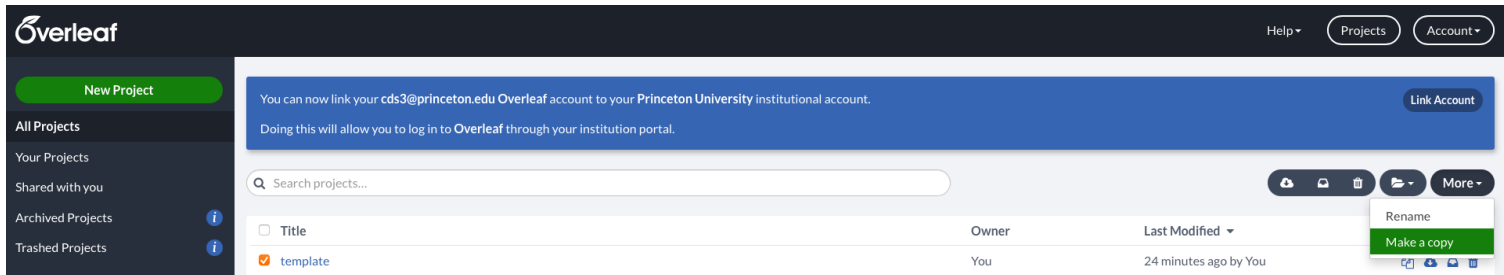 Overleaf
Help
Projects
Account
New Project
You can now link your cds3@princeton.edu Overleaf account to your Princeton University institutional account.
Link Account
Doing this will allow you to log in to Overleaf through your institution portal.
All Projects
Your Projects
Shared with you
Archived Projects i
Trashed Projects i
Search projects...
More
Rename
Make a copy
Title Owner Last Modified
template You 24 minutes ago by You